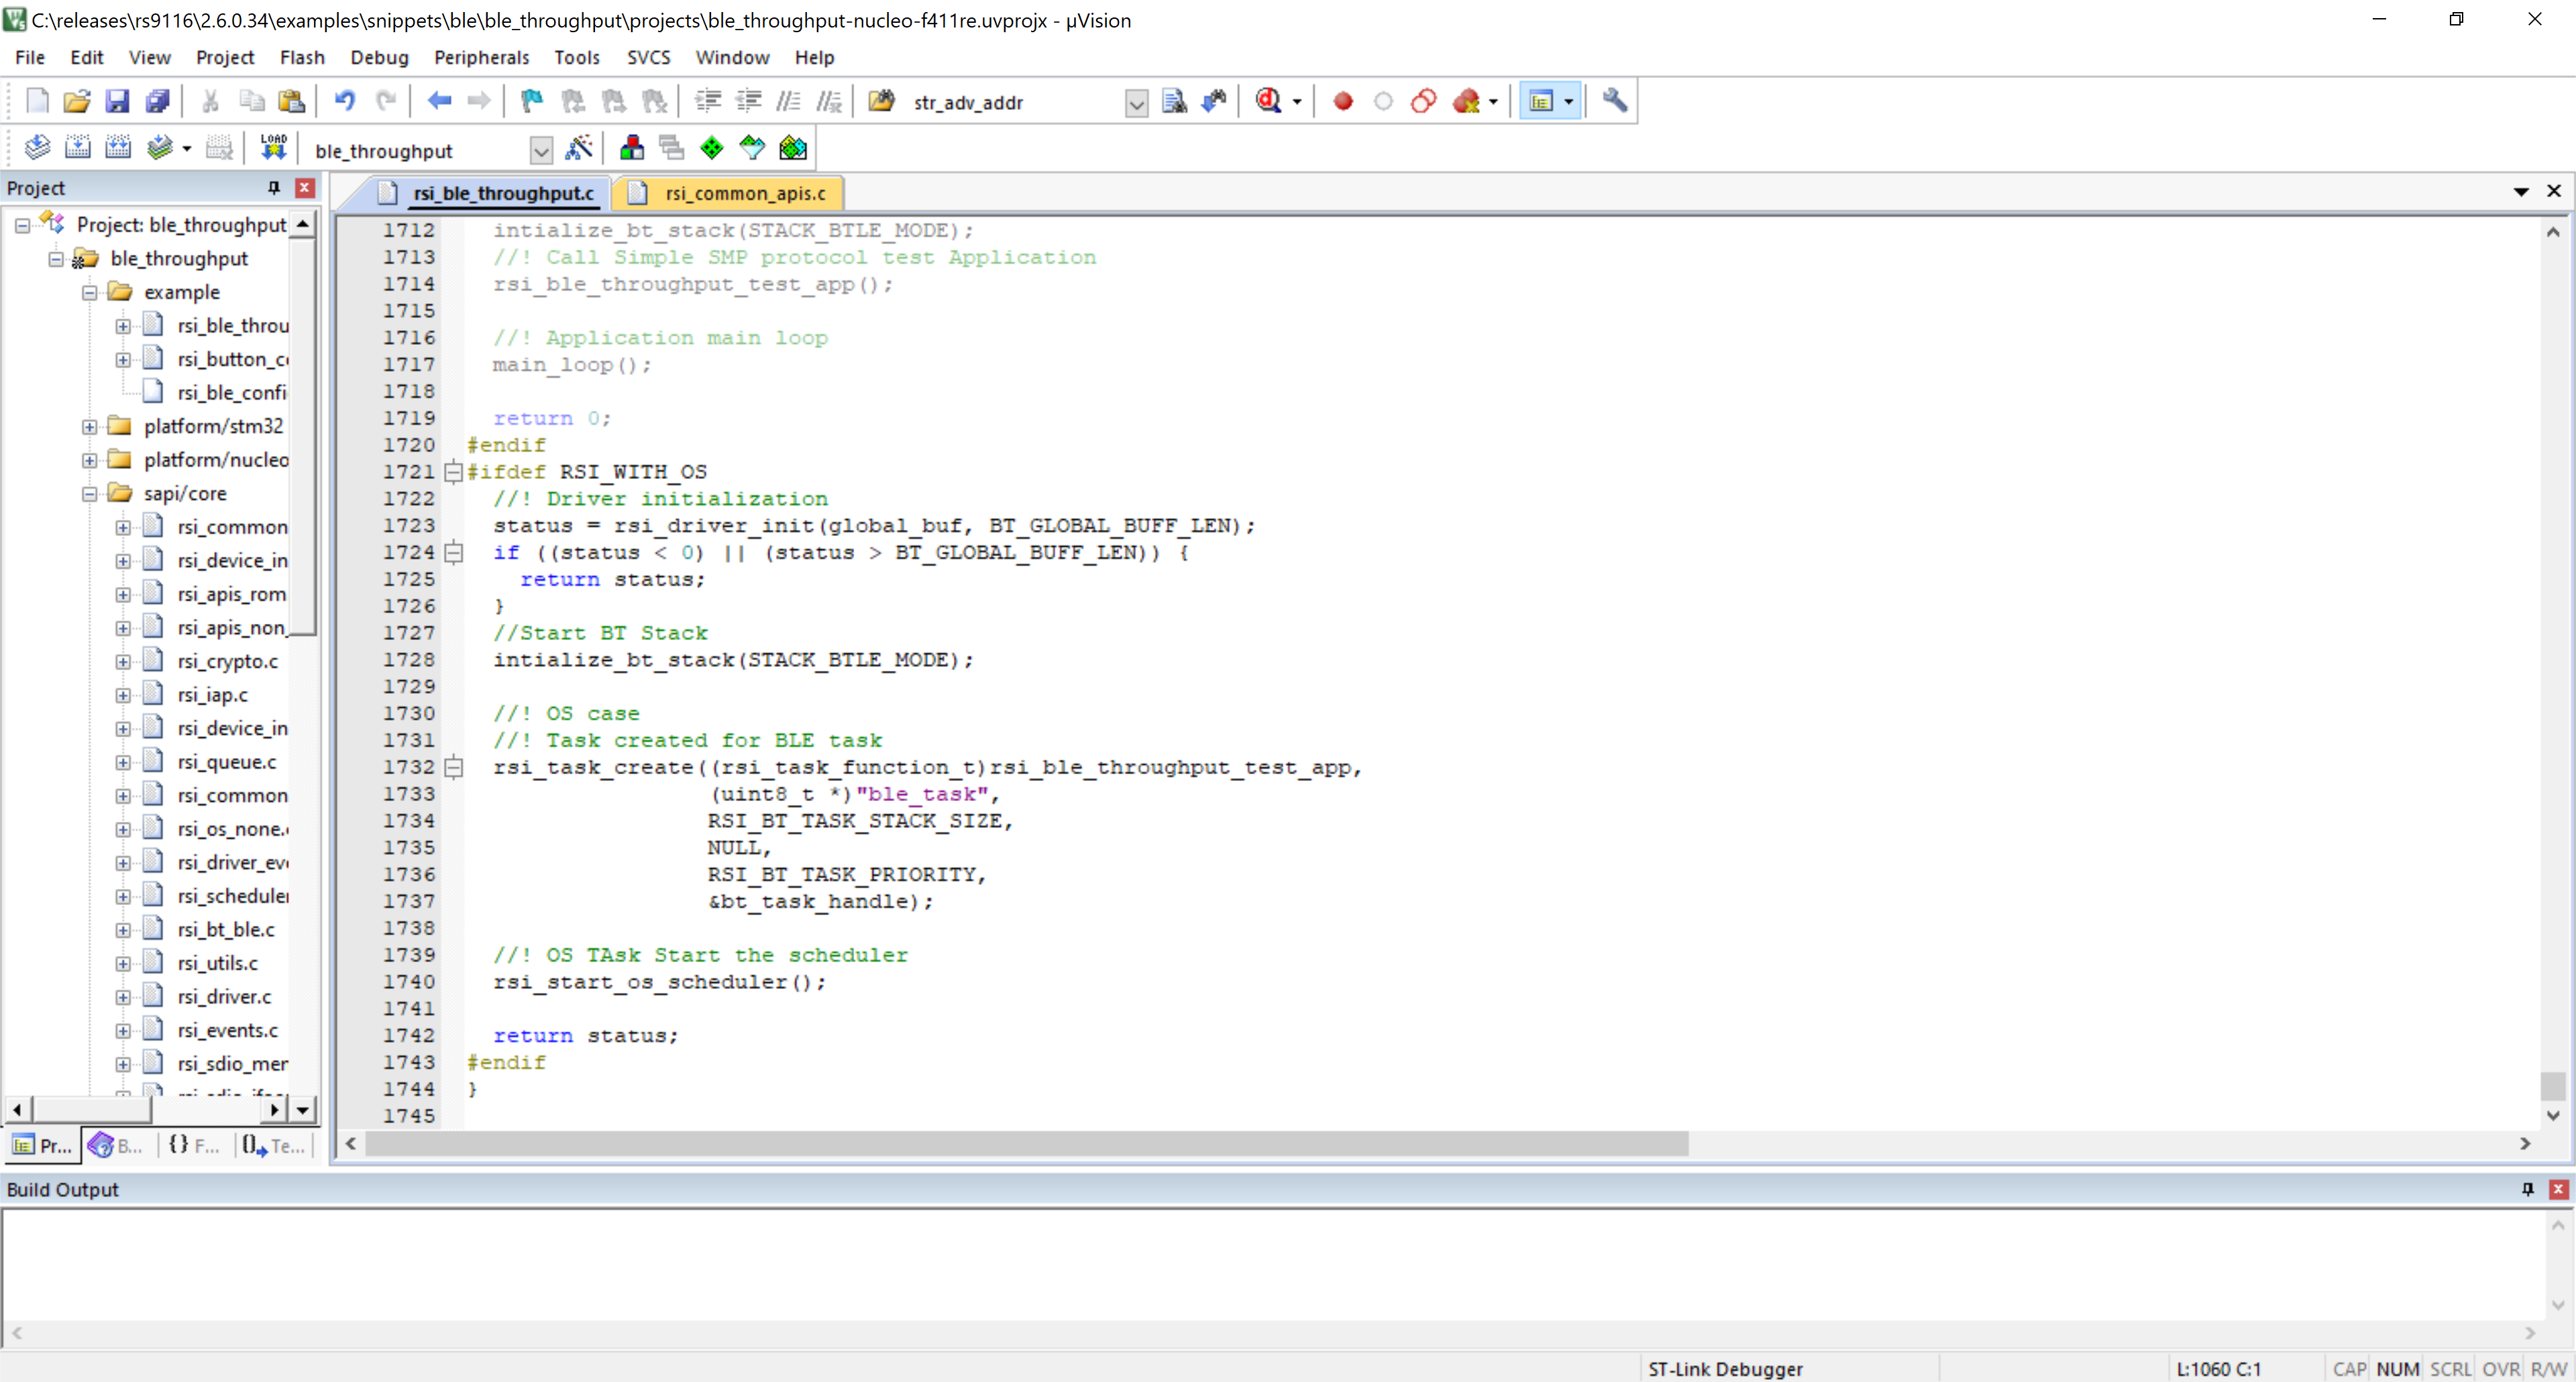 C:\releases\rs9116\2.6.0.34\examples\snippets\ble\ble_throughput\projects\ble_throughput-nucleo-f411re.uvprojx - µVision
File Edit View Project Flash Debug Peripherals Tools SVCS Window Help
str_adv_addr
LOAD
ble_throughput
Project
Project: ble_throughput
ble_throughput
example
rsi_ble_throu
rsi_button_c
rsi_ble_confi
platform/stm32
platform/nucleo
sapi/core
rsi_common
rsi_device_in
rsi_apis_rom
rsi_apis_non_
rsi_crypto.c
rsi_iap.c
rsi_device_in
rsi_queue.c
rsi_common
rsi_os_none.
rsi_driver_ev
rsi_scheduler
rsi_bt_ble.c
rsi_utils.c
rsi_driver.c
rsi_events.c
rsi_sdio_mer
Pr... B... {} F... Te...
rsi_ble_throughput.c rsi_common_apis.c
1712 intialize_bt_stack(STACK_BTLE_MODE);
1713 //! Call Simple SMP protocol test Application
1714 rsi_ble_throughput_test_app();
1715
1716 //! Application main loop
1717 main_loop();
1718
1719 return 0;
1720 #endif
1721 #ifdef RSI_WITH_OS
1722 //! Driver initialization
1723 status = rsi_driver_init(global_buf, BT_GLOBAL_BUFF_LEN);
1724 if ((status < 0) || (status > BT_GLOBAL_BUFF_LEN)) {
1725 return status;
1726 }
1727 //Start BT Stack
1728 intialize_bt_stack(STACK_BTLE_MODE);
1729
1730 //! OS case
1731 //! Task created for BLE task
1732 rsi_task_create((rsi_task_function_t)rsi_ble_throughput_test_app,
1733 (uint8_t *)"ble_task",
1734 RSI_BT_TASK_STACK_SIZE,
1735 NULL,
1736 RSI_BT_TASK_PRIORITY,
1737 &bt_task_handle);
1738
1739 //! OS TAsk Start the scheduler
1740 rsi_start_os_scheduler();
1741
1742 return status;
1743 #endif
1744 }
1745
Build Output
ST-Link Debugger L:1060 C:1 CAP NUM SCRL OVR R/W